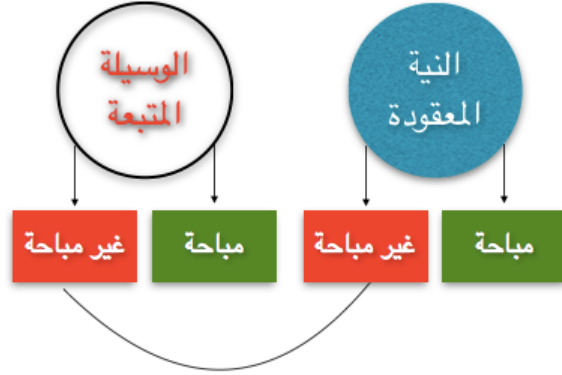 النية
المعقودة
الوسيلة
المتبعة
مباحة
غير مباحة
مباحة
غير مباحة